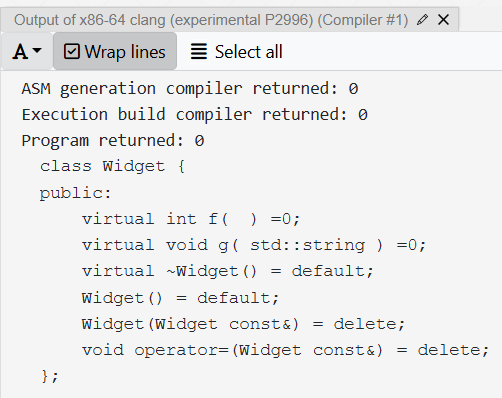 Output of x86-64 clang (experimental P2996) (Compiler #1)
A Wrap lines Select all
ASM generation compiler returned: 0
Execution build compiler returned: 0
Program returned: 0
class Widget {
public:
virtual int f(  ) =0;
virtual void g( std::string ) =0;
virtual ~Widget() = default;
Widget() = default;
Widget(Widget const&) = delete;
void operator=(Widget const&) = delete;
};